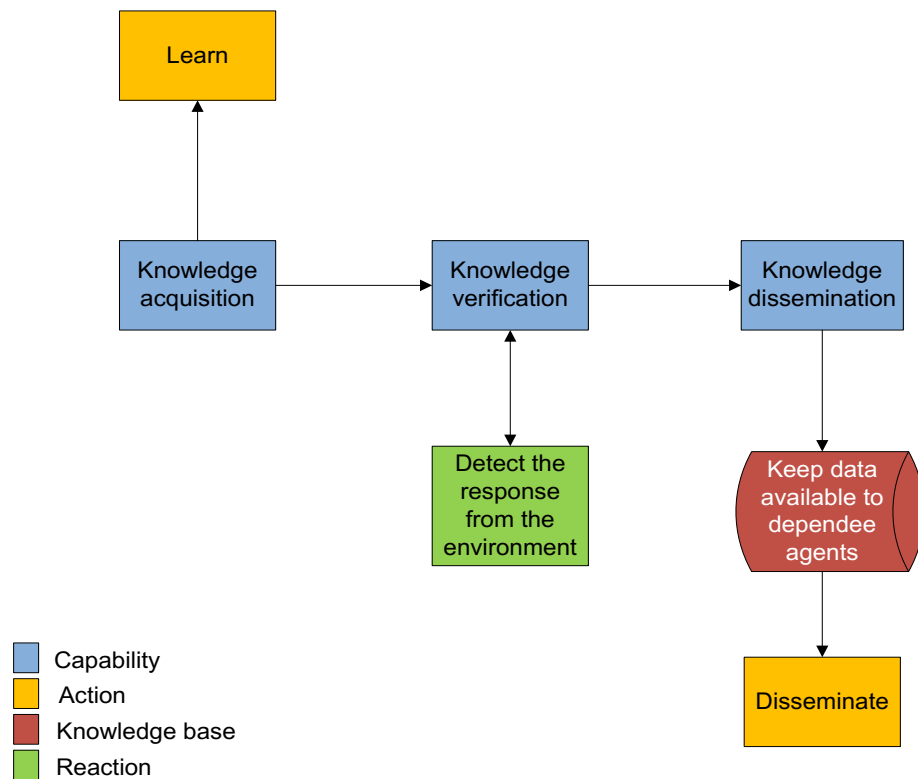 Learn
Knowledge
acquisition
Knowledge
verification
Knowledge
dissemination
Detect the
response
from the
environment
Keep data
available to
dependee
agents
Disseminate
Capability
Action
Knowledge base
Reaction